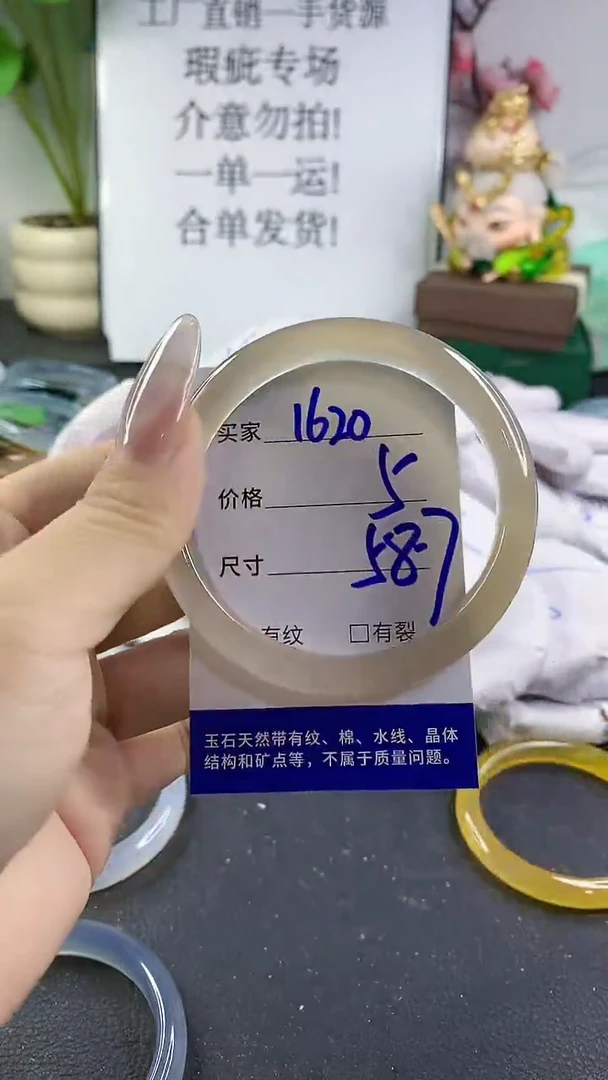 工厂直销一手货源
瑕疵专场
介意勿拍!
一单一运!
合单发货!
买家 1620
价格 5
尺寸 58.7
有纹 □有裂
玉石天然带有纹、棉、水线、晶体
结构和矿点等，不属于质量问题。